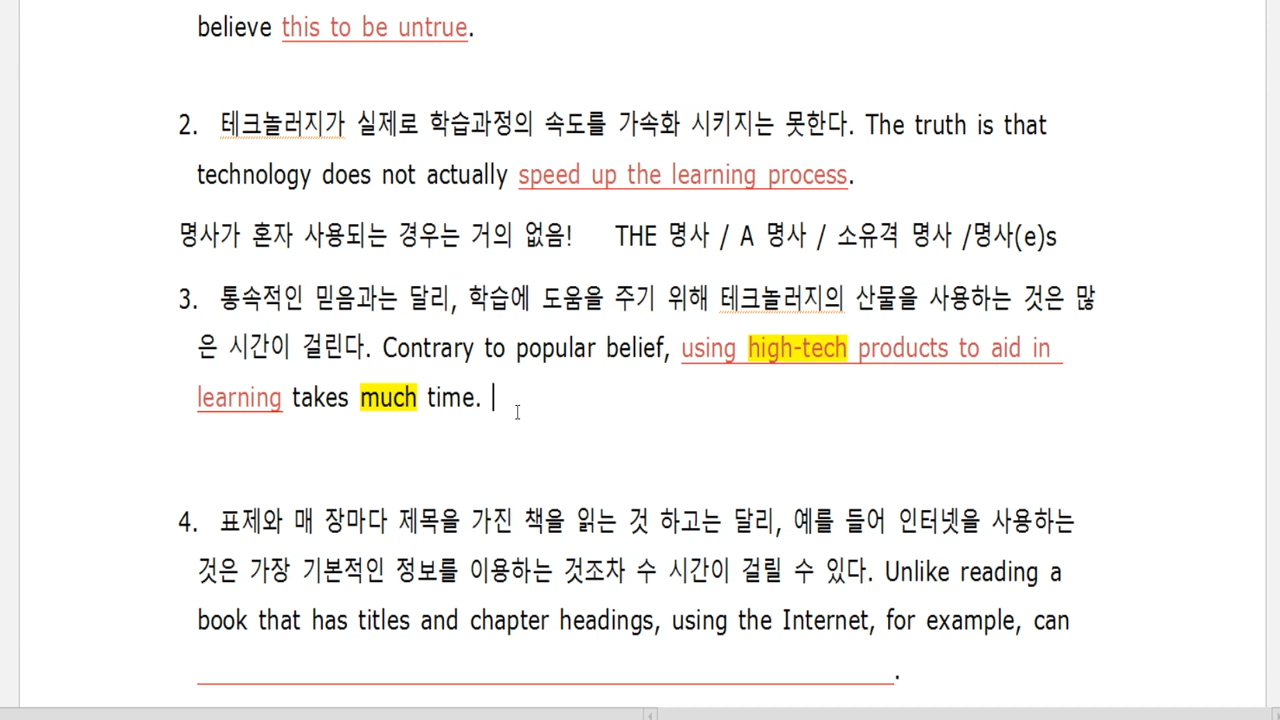 believe this to be untrue.
2. 테크놀러지가 실제로 학습과정의 속도를 가속화 시키지는 못한다. The truth is that
technology does not actually speed up the learning process.
명사가 혼자 사용되는 경우는 거의 없음! THE 명사 / A 명사 / 소유격 명사 /명사(e)s
3. 통속적인 믿음과는 달리, 학습에 도움을 주기 위해 테크놀러지의 산물을 사용하는 것은 많
은 시간이 걸린다. Contrary to popular belief, using high-tech products to aid in
learning takes much time.
4. 표제와 매 장마다 제목을 가진 책을 읽는 것 하고는 달리, 예를 들어 인터넷을 사용하는
것은 가장 기본적인 정보를 이용하는 것조차 수 시간이 걸릴 수 있다. Unlike reading a
book that has titles and chapter headings, using the Internet, for example, can
.